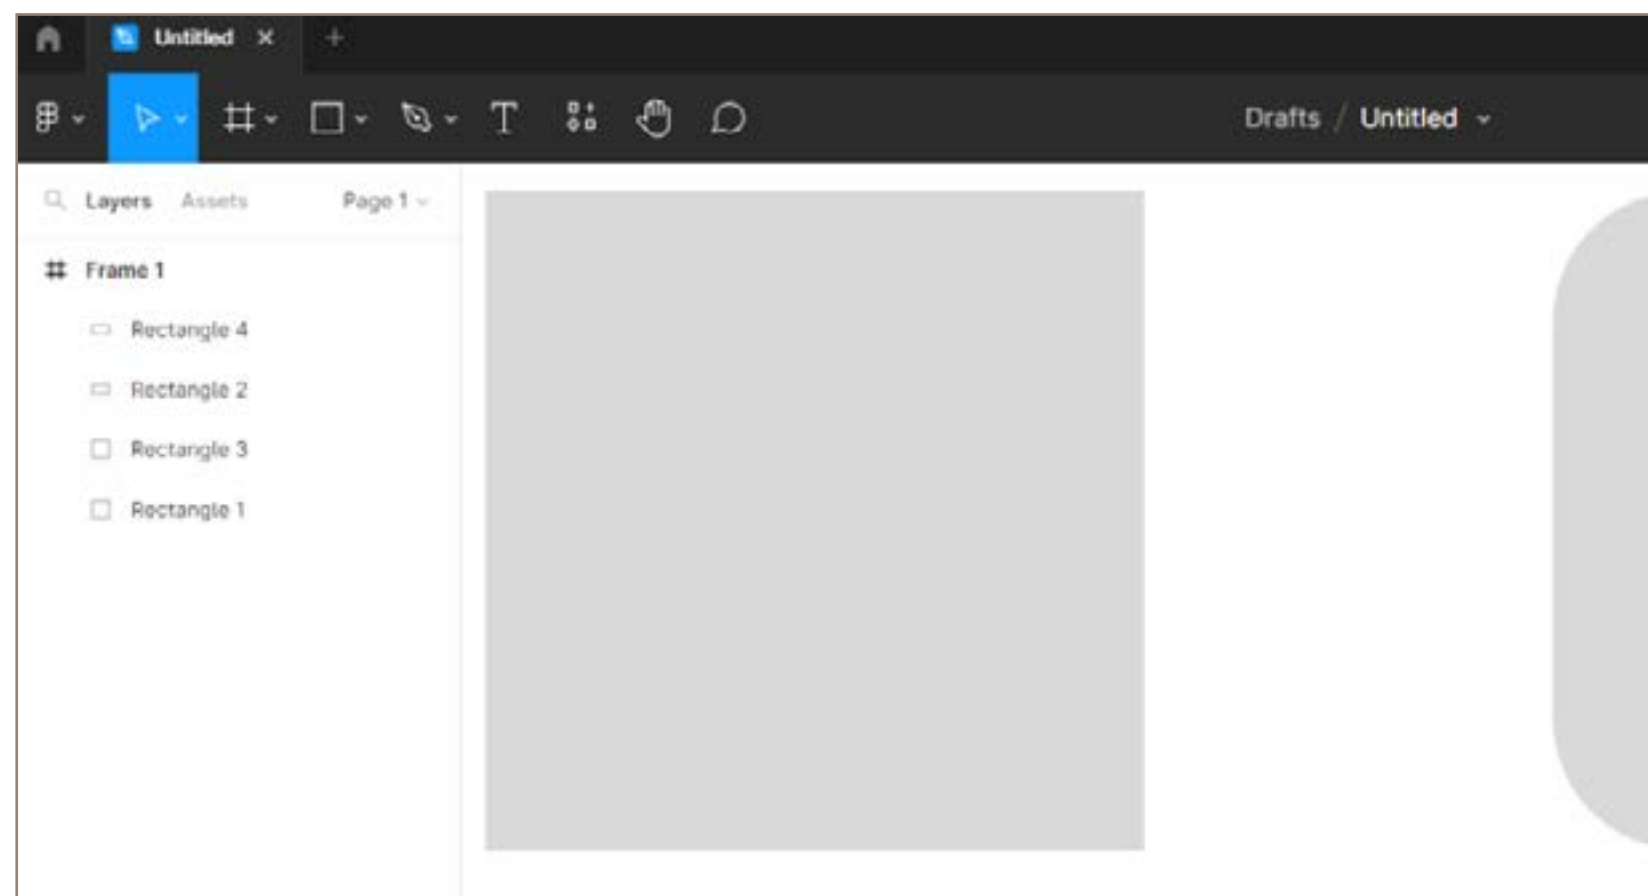 Untitled
Drafts / Untitled
Layers Assets Page 1
Frame 1
Rectangle 4
Rectangle 2
Rectangle 3
Rectangle 1